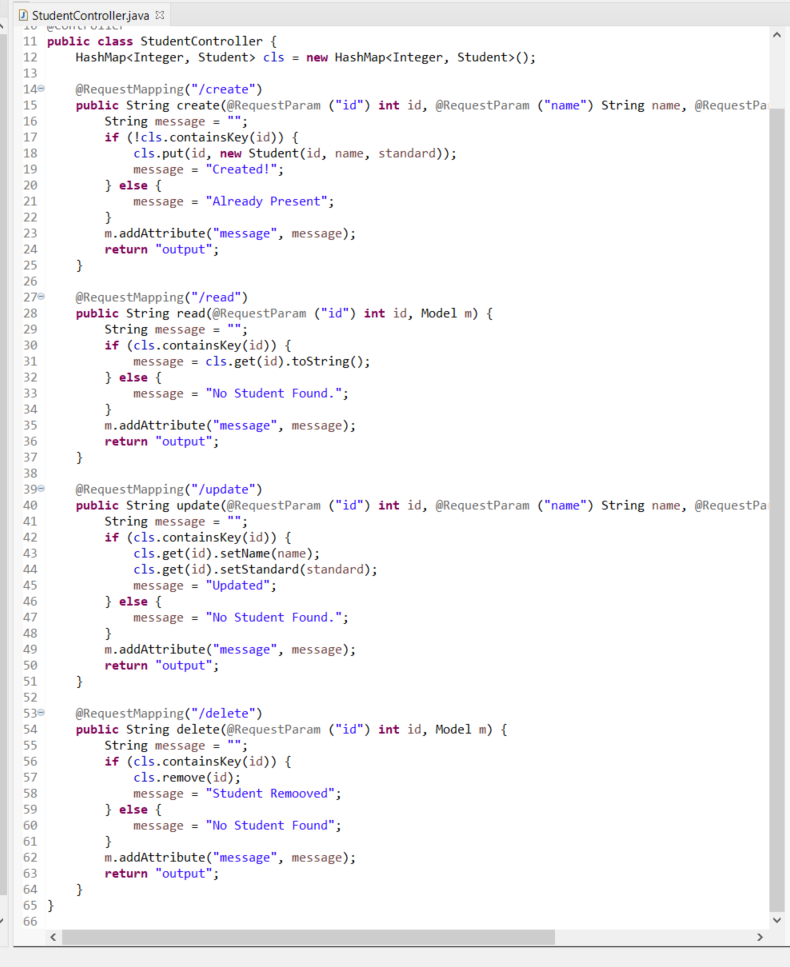 StudentController.java
10 @Controller
11 public class StudentController {
12     HashMap<Integer, Student> cls = new HashMap<Integer, Student>();
13
14     @RequestMapping("/create")
15     public String create(@RequestParam ("id") int id, @RequestParam ("name") String name, @RequestPa
16         String message = "";
17         if (!cls.containsKey(id)) {
18             cls.put(id, new Student(id, name, standard));
19             message = "Created!";
20         } else {
21             message = "Already Present";
22         }
23         m.addAttribute("message", message);
24         return "output";
25     }
26
27     @RequestMapping("/read")
28     public String read(@RequestParam ("id") int id, Model m) {
29         String message = "";
30         if (cls.containsKey(id)) {
31             message = cls.get(id).toString();
32         } else {
33             message = "No Student Found.";
34         }
35         m.addAttribute("message", message);
36         return "output";
37     }
38
39     @RequestMapping("/update")
40     public String update(@RequestParam ("id") int id, @RequestParam ("name") String name, @RequestPa
41         String message = "";
42         if (cls.containsKey(id)) {
43             cls.get(id).setName(name);
44             cls.get(id).setStandard(standard);
45             message = "Updated";
46         } else {
47             message = "No Student Found.";
48         }
49         m.addAttribute("message", message);
50         return "output";
51     }
52
53     @RequestMapping("/delete")
54     public String delete(@RequestParam ("id") int id, Model m) {
55         String message = "";
56         if (cls.containsKey(id)) {
57             cls.remove(id);
58             message = "Student Remooved";
59         } else {
60             message = "No Student Found";
61         }
62         m.addAttribute("message", message);
63         return "output";
64     }
65 }
66